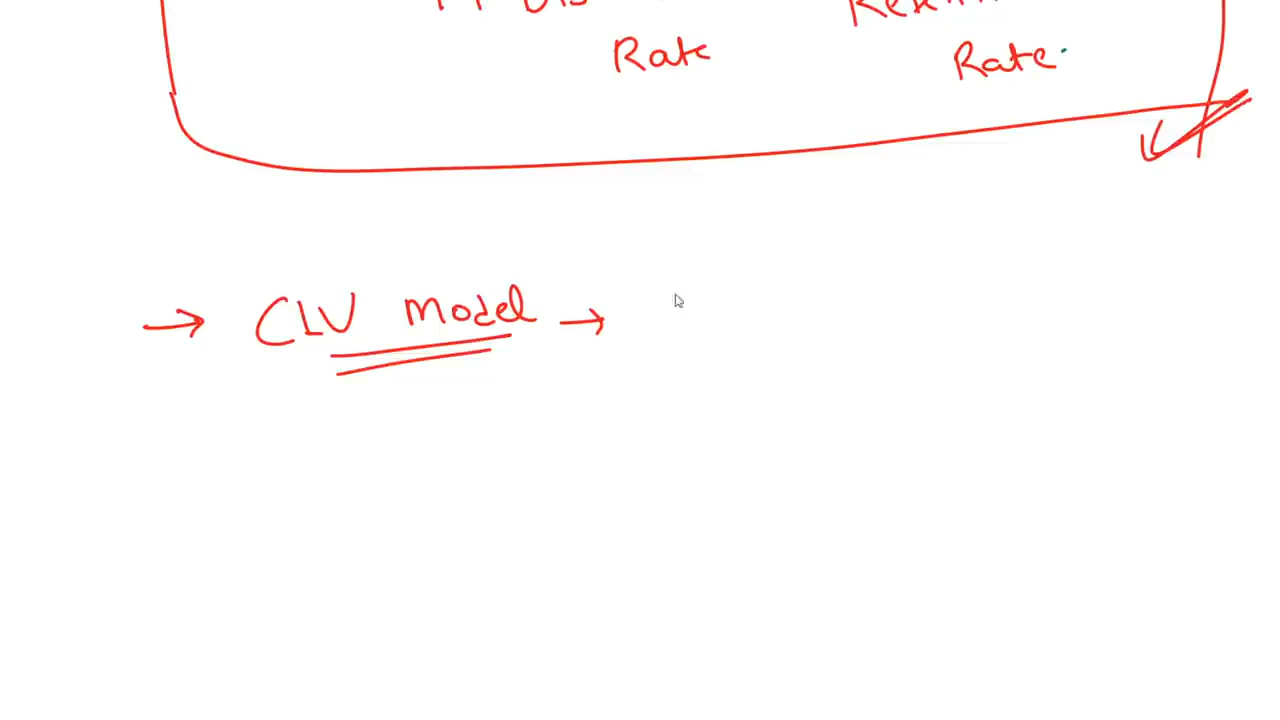 Rate Rate
→ CLV Model →